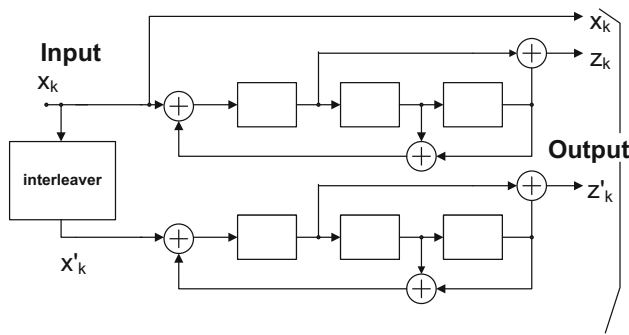 x_k
Input
x_k
z_k
interleaver
Output
z'_k
x'_k